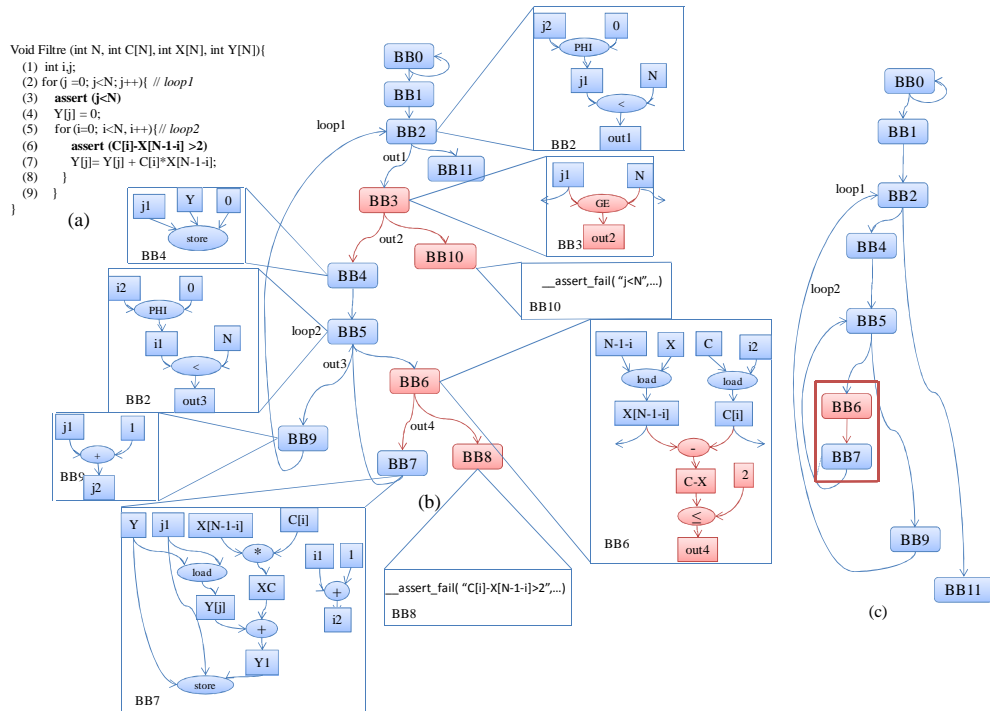 Void Filtre (int N, int C[N], int X[N], int Y[N]){
(1) int i,j;
(2) for (j =0; j<N; j++){ // loop1
(3) assert (j<N)
(4) Y[j] = 0;
(5) for(i=0; i<N, i++){// loop2
(6) assert (C[i]-X[N-1-i] >2)
(7) Y[j]= Y[j] + C[i]*X[N-1-i];
(8) }
(9) }
}
(a)
BB0
BB1
loop1
BB2
out1
BB11
BB3
out2
BB10
BB4
loop2
BB5
out3
BB6
out4
BB9
BB7
BB8
(b)
j2
0
PHI
j1
N
<
out1
BB2
j1
N
GE
out2
BB3
__assert_fail( “j<N”,...)
BB10
j1
Y
0
store
BB4
i2
0
PHI
i1
N
<
out3
BB2
j1
1
+
j2
BB9
N-1-i
X
C
i2
load
load
X[N-1-i]
C[i]
-
C-X
2
≤
out4
BB6
Y
j1
X[N-1-i]
C[i]
*
load
XC
Y[j]
+
Y1
store
i1
1
+
i2
BB7
__assert_fail( “C[i]-X[N-1-i]>2”,...)
BB8
BB0
BB1
loop1
BB2
BB4
loop2
BB5
BB6
BB7
BB9
BB11
(c)